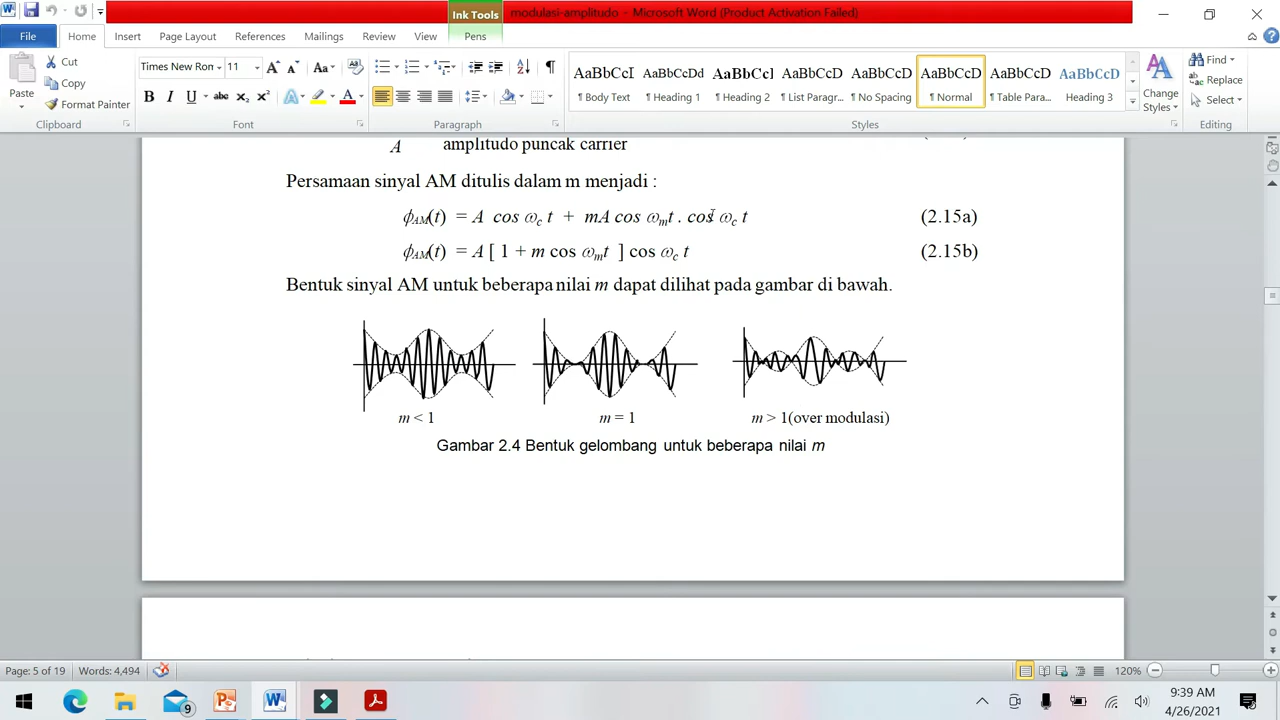 Ink Tools
modulasi-amplitudo - Microsoft Word (Product Activation Failed)
File Home Insert Page Layout References Mailings Review View Pens
Paste
Cut
Copy
Format Painter
Clipboard
Times New Rom 11
Font
Paragraph
AaBbCcI AaBbCcDd AaBbCc] AaBbCcD AaBbCcD AaBbCcD AaBbCcD AaBbCcD
¶ Body Text ¶ Heading 1 ¶ Heading 2 ¶ List Paragr... ¶ No Spacing ¶ Normal ¶ Table Para... Heading 3
Styles
Change Styles
Find
Replace
Select
Editing
A amplitudo puncak carrier
Persamaan sinyal AM ditulis dalam m menjadi :
ϕAM(t) = A cos ωc t + mA cos ωmt . cos ωc t (2.15a)
ϕAM(t) = A [ 1 + m cos ωmt ] cos ωc t (2.15b)
Bentuk sinyal AM untuk beberapa nilai m dapat dilihat pada gambar di bawah.
m < 1 m = 1 m > 1(over modulasi)
Gambar 2.4 Bentuk gelombang untuk beberapa nilai m
Page: 5 of 19 Words: 4.494 120%
9
9:39 AM
4/26/2021